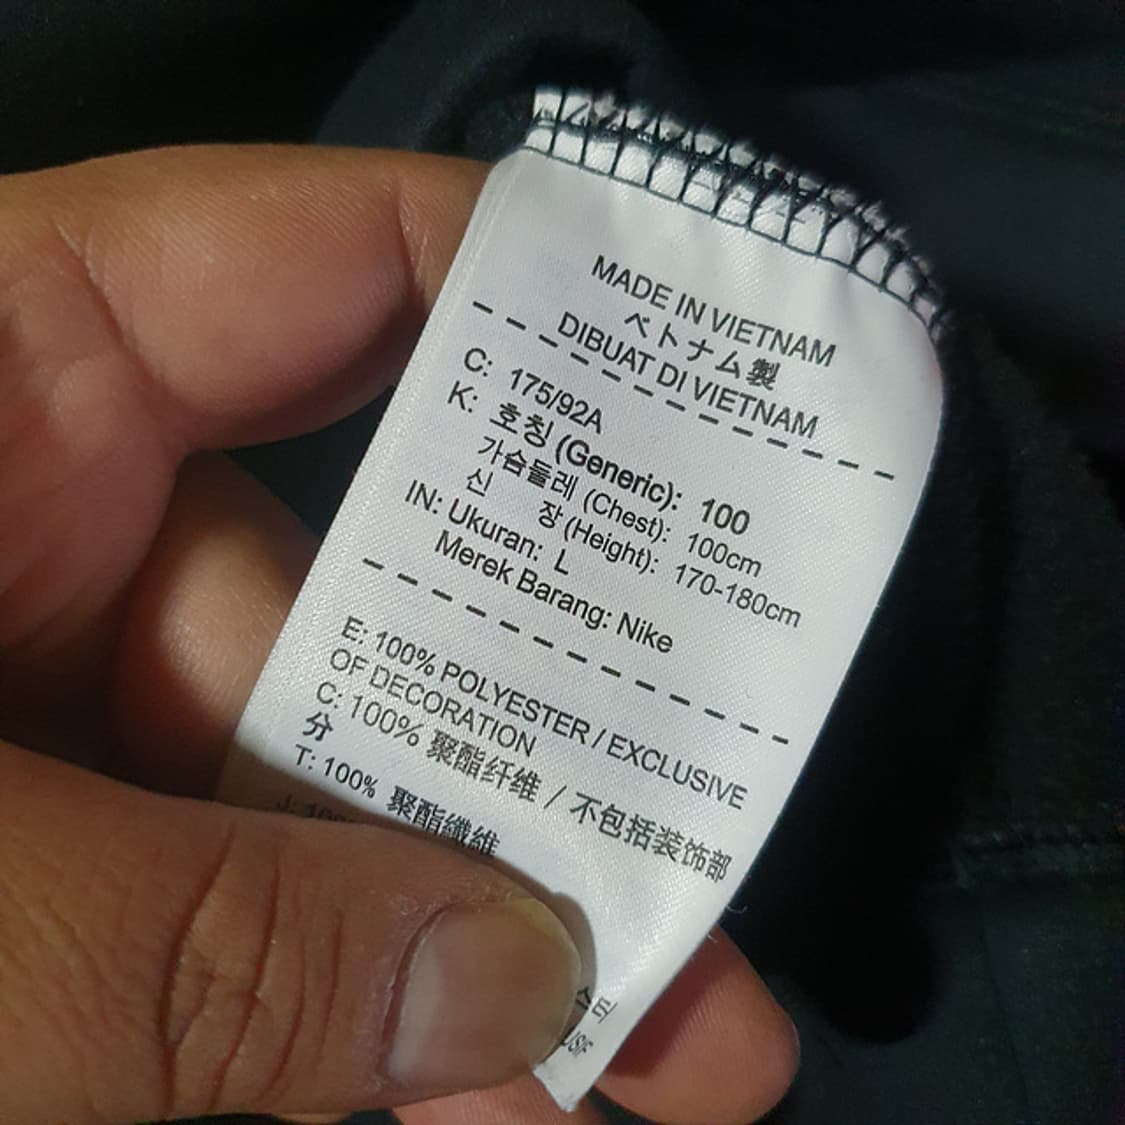 MADE IN VIETNAM
ベトナム製
DIBUAT DI VIETNAM
C: 175/92A
K: 호칭 (Generic): 100
가슴둘레 (Chest): 100cm
신 장 (Height): 170-180cm
IN: Ukuran: L
Merek Barang: Nike
E: 100% POLYESTER / EXCLUSIVE
OF DECORATION
C: 100% 聚酯纤维 / 不包括装饰部
分
T: 100% 聚酯纖維
스터